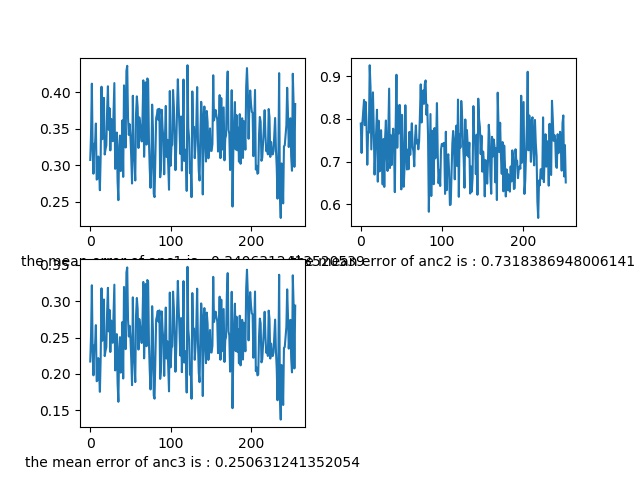 0.40
0.35
0.30
0.25
0 100 200
the mean error of anc1 is :
0.9
0.8
0.7
0.6
0 100 200
mean error of anc2 is : 0.7318386948006141
0.35
0.30
0.25
0.20
0.15
0 100 200
the mean error of anc3 is : 0.250631241352054